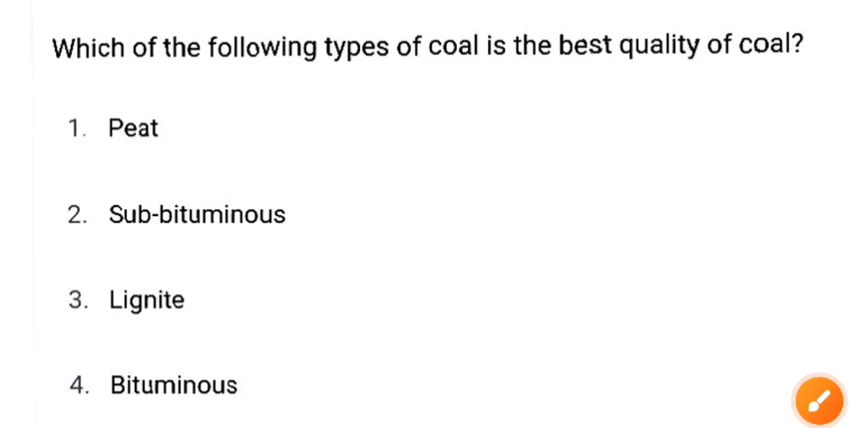 Which of the following types of coal is the best quality of coal?
1. Peat
2. Sub-bituminous
3. Lignite
4. Bituminous